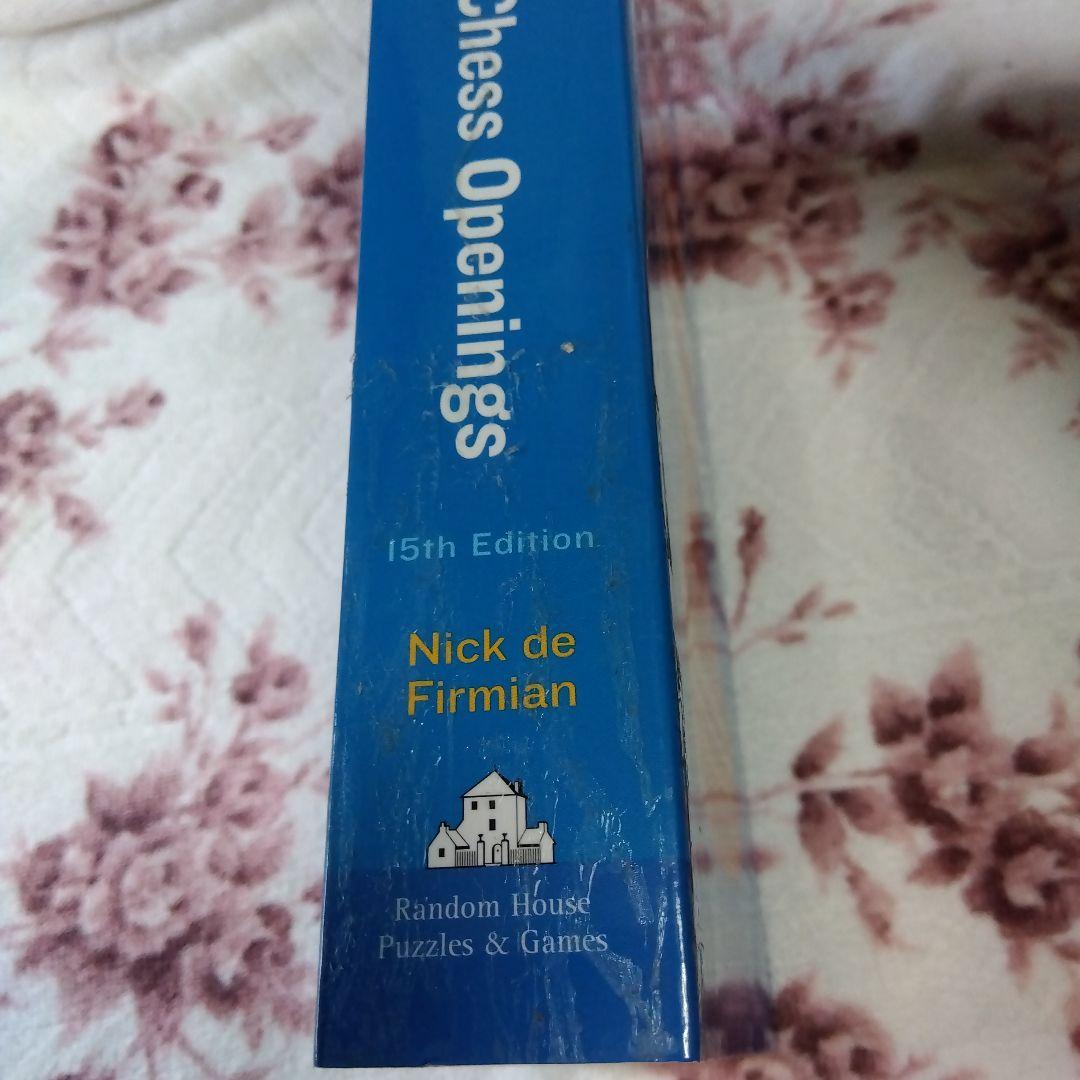 Chess Openings
15th Edition
Nick de
Firmian
Random House
Puzzles & Games